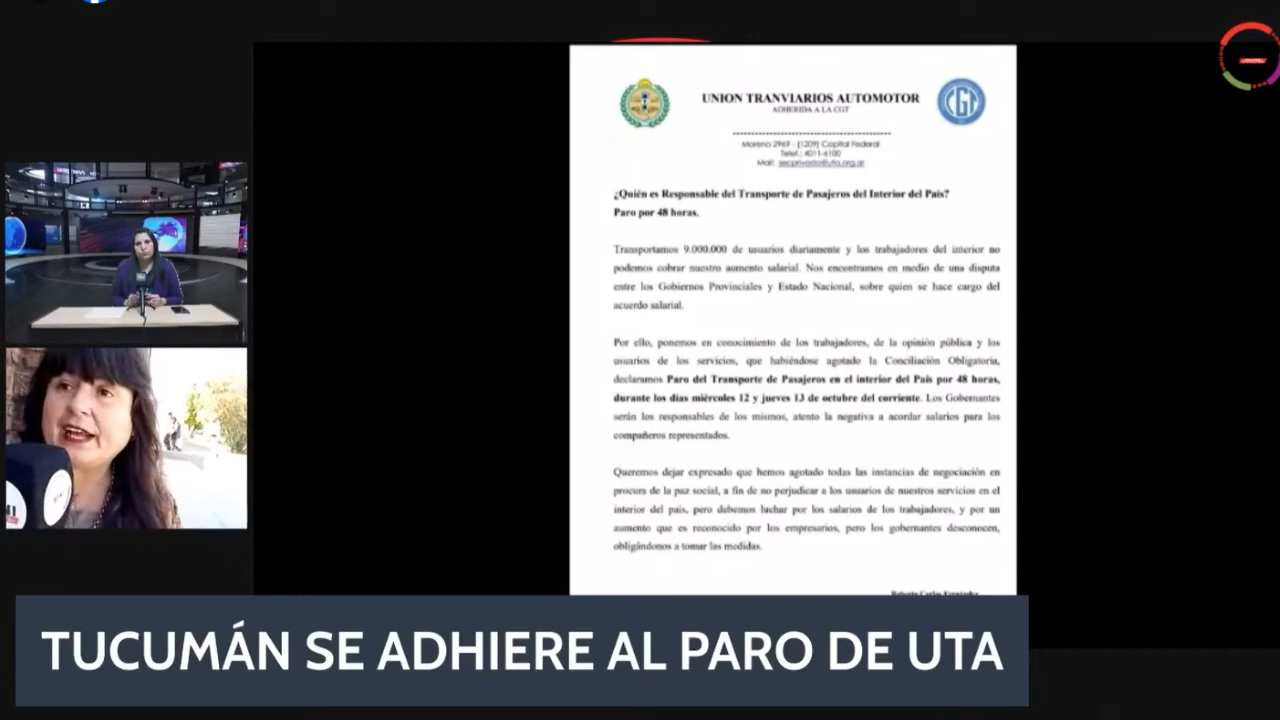 UNION TRANVIARIOS AUTOMOTOR
ADHERIDA A LA CGT
CGT
Moreno 2969 - (1209) Capital Federal
Telef.: 4011-6100
Mail: secprivada@uta.org.ar
¿Quién es Responsable del Transporte de Pasajeros del Interior del País?
Paro por 48 horas.
Transportamos 9.000.000 de usuarios diariamente y los trabajadores del interior no
podemos cobrar nuestro aumento salarial. Nos encontramos en medio de una disputa
entre los Gobiernos Provinciales y Estado Nacional, sobre quien se hace cargo del
acuerdo salarial.
Por ello, ponemos en conocimiento de los trabajadores, de la opinión pública y los
usuarios de los servicios, que habiéndose agotado la Conciliación Obligatoria,
declaramos Paro del Transporte de Pasajeros en el interior del País por 48 horas,
durante los días miércoles 12 y jueves 13 de octubre del corriente. Los Gobernantes
serán los responsables de los mismos, atento la negativa a acordar salarios para los
compañeros representados.
Queremos dejar expresado que hemos agotado todas las instancias de negociación en
procura de la paz social, a fin de no perjudicar a los usuarios de nuestros servicios en el
interior del país, pero debemos luchar por los salarios de los trabajadores, y por un
aumento que es reconocido por los empresarios, pero los gobernantes desconocen,
obligándonos a tomar las medidas.
Roberto Carlos Fernández
TUCUMÁN SE ADHIERE AL PARO DE UTA